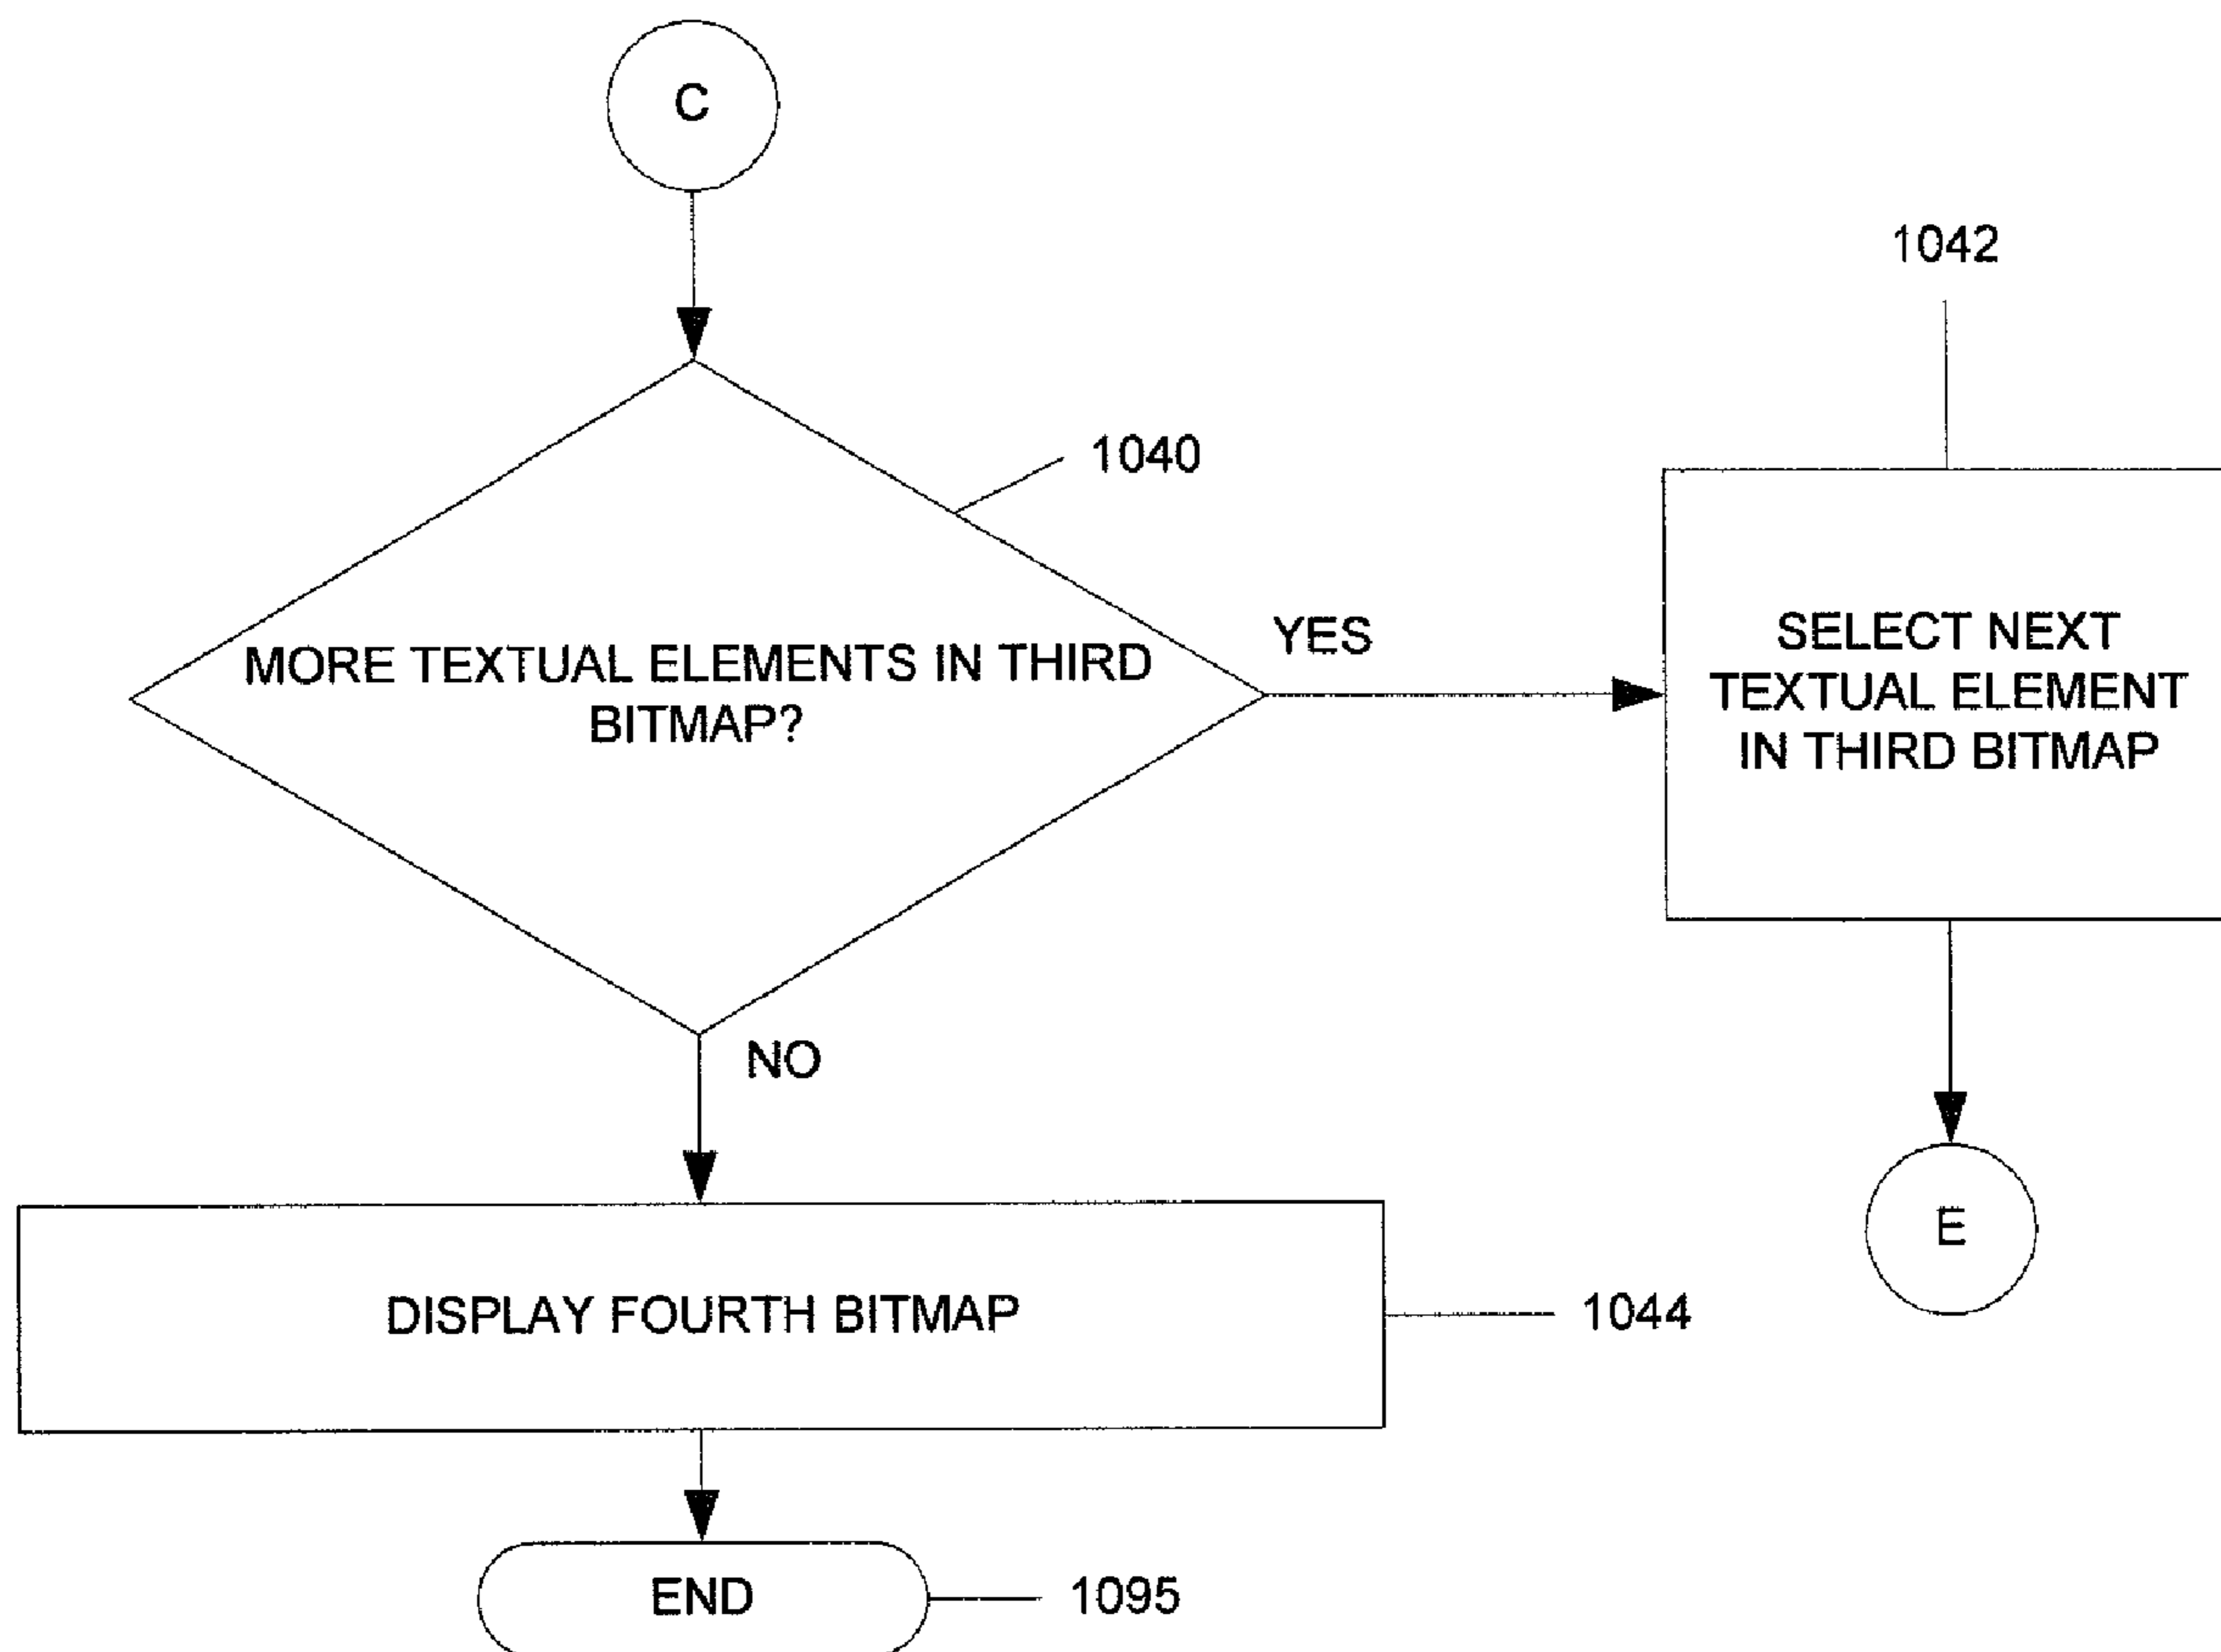 C
1042
1040
MORE TEXTUAL ELEMENTS IN THIRD
BITMAP?
YES
SELECT NEXT
TEXTUAL ELEMENT
IN THIRD BITMAP
NO
E
DISPLAY FOURTH BITMAP
1044
END
1095